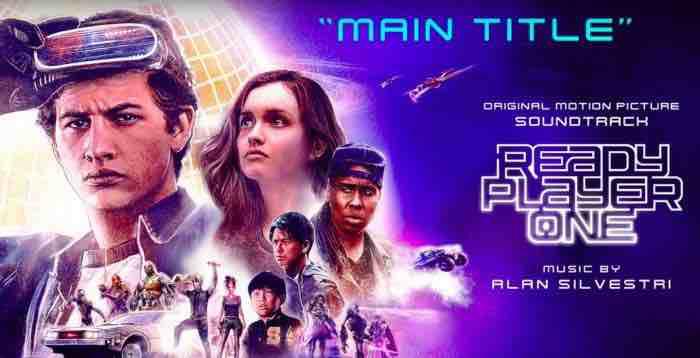 "MAIN TITLE"
ORIGINAL MOTION PICTURE
SOUNDTRACK
READY
PLAYER
ONE
MUSIC BY
ALAN SILVESTRI
S